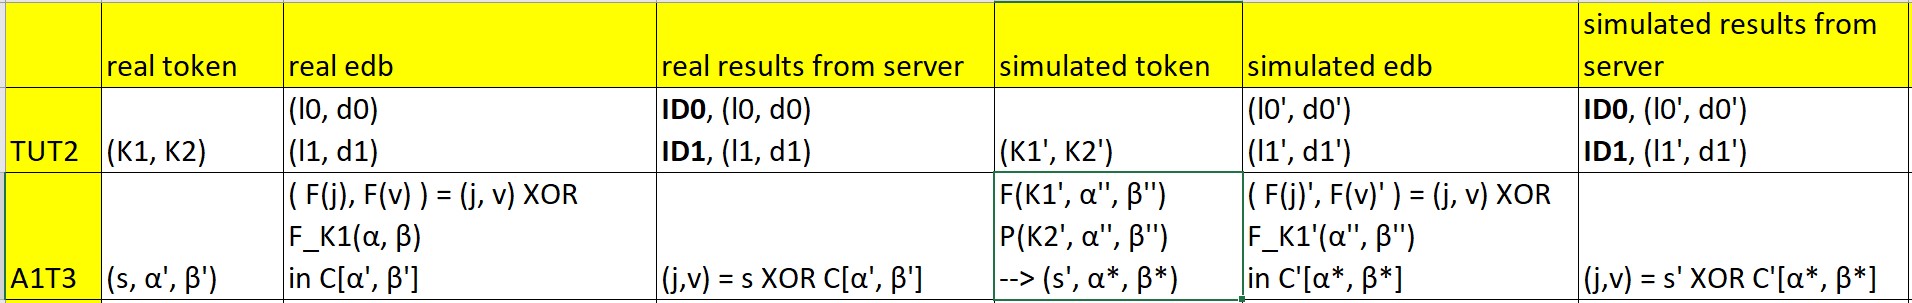 real token
real edb
real results from server
simulated token
simulated edb
simulated results from
server
TUT2
(K1, K2)
(l0, d0)
(l1, d1)
ID0, (l0, d0)
ID1, (l1, d1)
(K1', K2')
(l0', d0')
(l1', d1')
ID0, (l0', d0')
ID1, (l1', d1')
A1T3
(s, α', β')
( F(j), F(v) ) = (j, v) XOR
F_K1(α, β)
in C[α', β']
(j,v) = s XOR C[α', β']
F(K1', α'', β'')
P(K2', α'', β'')
--> (s', α*, β*)
( F(j)', F(v)' ) = (j, v) XOR
F_K1'(α'', β'')
in C'[α*, β*]
(j,v) = s' XOR C'[α*, β*]